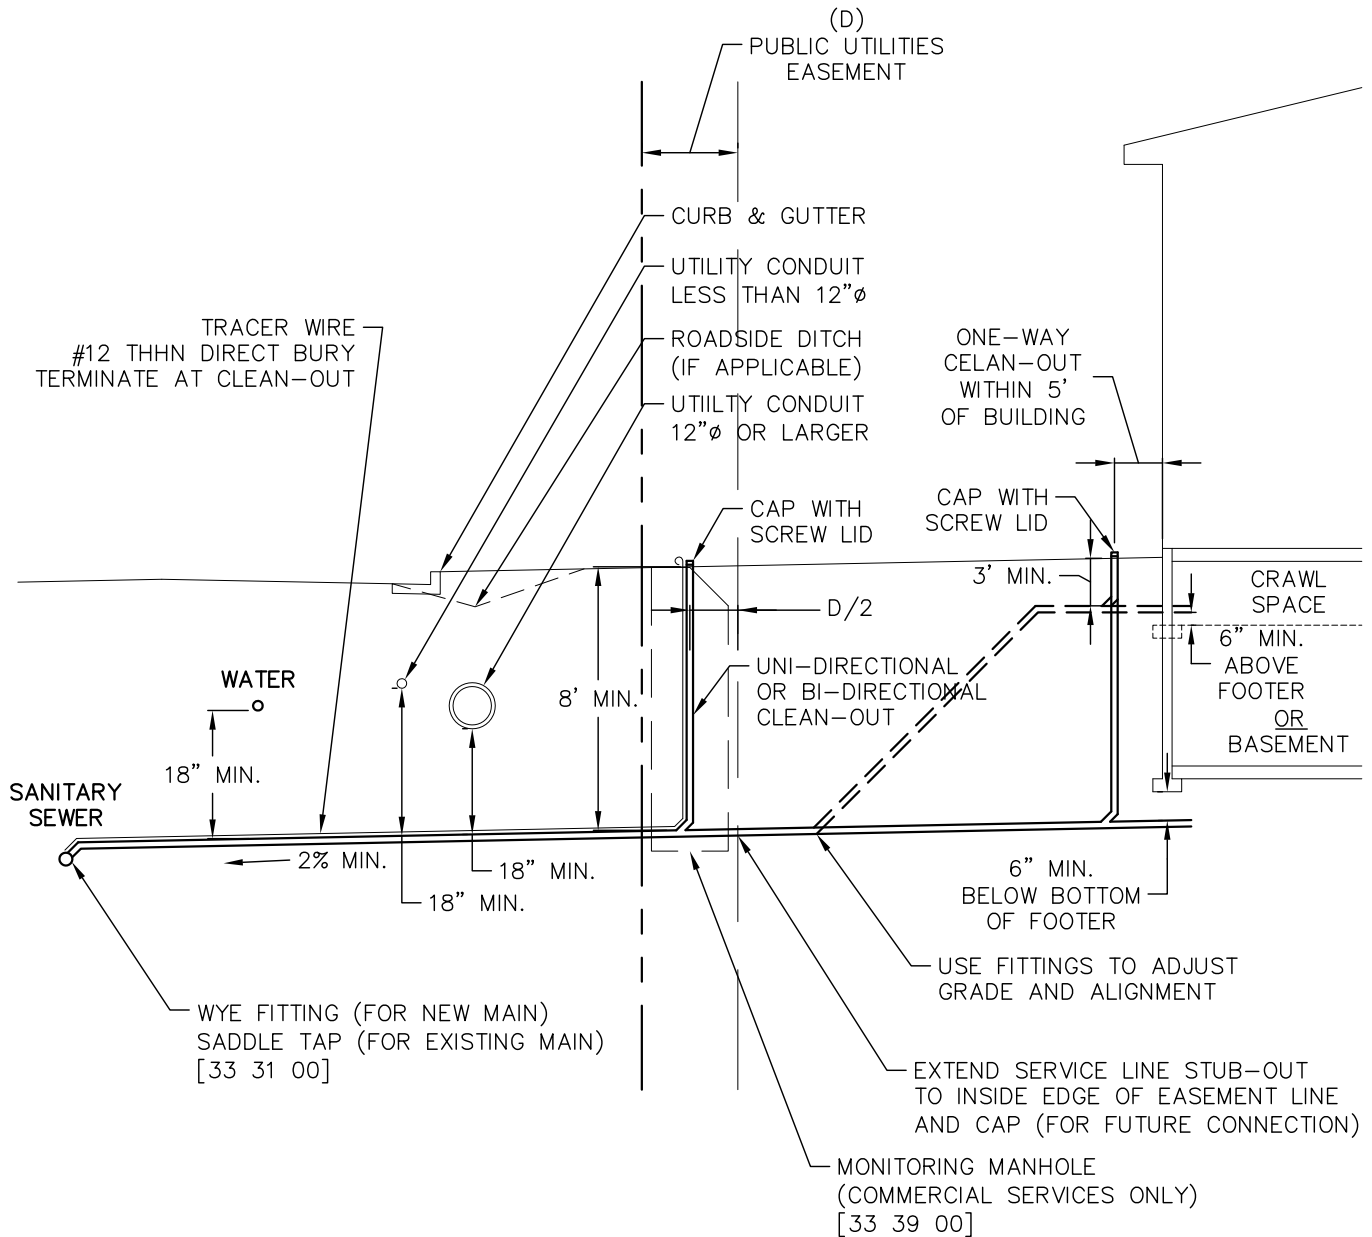 (D)
PUBLIC UTILITIES
EASEMENT
CURB & GUTTER
UTILITY CONDUIT
LESS THAN 12"ø
TRACER WIRE
#12 THHN DIRECT BURY
TERMINATE AT CLEAN-OUT
ROADSIDE DITCH
(IF APPLICABLE)
UTIILTY CONDUIT
12"ø OR LARGER
ONE-WAY
CELAN-OUT
WITHIN 5'
OF BUILDING
CAP WITH
SCREW LID
CAP WITH
SCREW LID
3' MIN.
CRAWL
SPACE
D/2
6" MIN.
ABOVE
FOOTER
OR
BASEMENT
WATER
8' MIN.
UNI-DIRECTIONAL
OR BI-DIRECTIONAL
CLEAN-OUT
18" MIN.
SANITARY
SEWER
2% MIN.
18" MIN.
18" MIN.
6" MIN.
BELOW BOTTOM
OF FOOTER
USE FITTINGS TO ADJUST
GRADE AND ALIGNMENT
WYE FITTING (FOR NEW MAIN)
SADDLE TAP (FOR EXISTING MAIN)
[33 31 00]
EXTEND SERVICE LINE STUB-OUT
TO INSIDE EDGE OF EASEMENT LINE
AND CAP (FOR FUTURE CONNECTION)
MONITORING MANHOLE
(COMMERCIAL SERVICES ONLY)
[33 39 00]